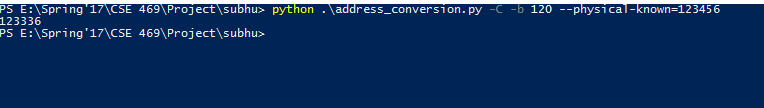 PS E:\Spring'17\CSE 469\Project\subhu> python .\address_conversion.py -C -b 120 --physical-known=123456
123336
PS E:\Spring'17\CSE 469\Project\subhu>